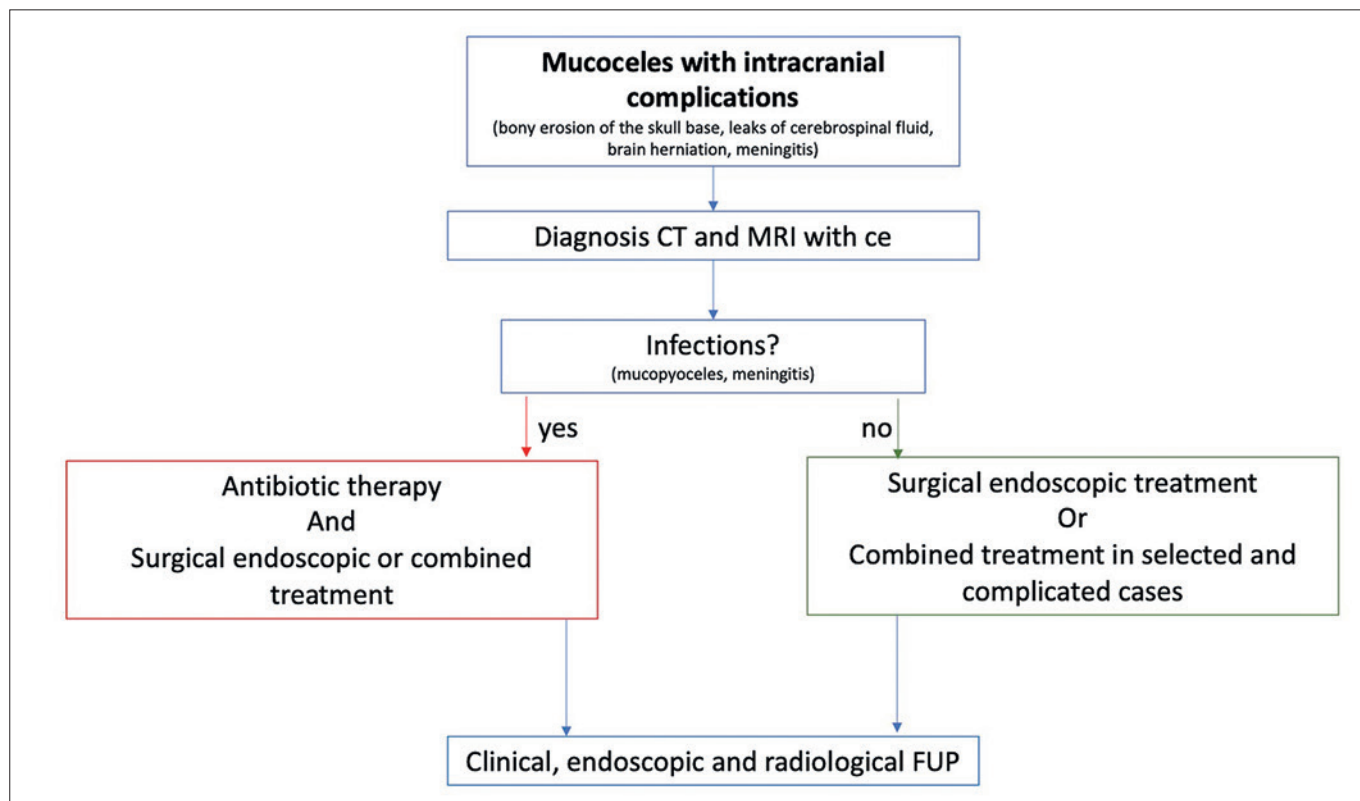 Mucoceles with intracranial
complications
(bony erosion of the skull base, leaks of cerebrospinal fluid,
brain herniation, meningitis)
Diagnosis CT and MRI with ce
Infections?
(mucopyoceles, meningitis)
yes
no
Antibiotic therapy
And
Surgical endoscopic or combined
treatment
Surgical endoscopic treatment
Or
Combined treatment in selected and
complicated cases
Clinical, endoscopic and radiological FUP